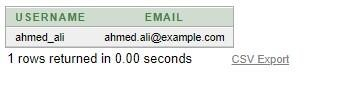 USERNAME EMAIL
ahmed_ali ahmed.ali@example.com
1 rows returned in 0.00 seconds CSV Export